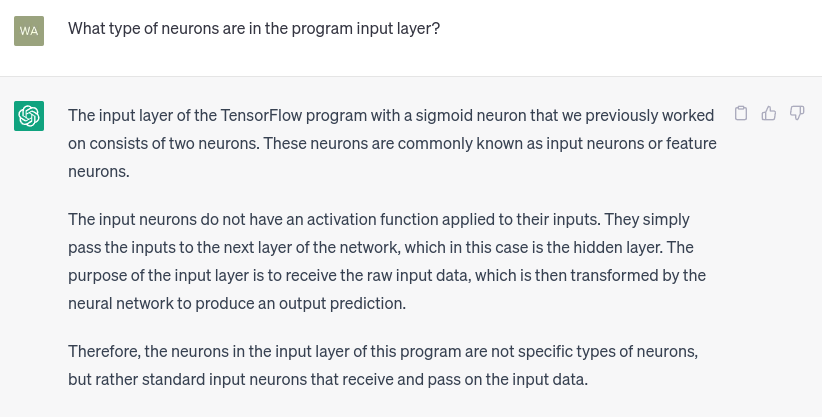 WA
What type of neurons are in the program input layer?
The input layer of the TensorFlow program with a sigmoid neuron that we previously worked
on consists of two neurons. These neurons are commonly known as input neurons or feature
neurons.
The input neurons do not have an activation function applied to their inputs. They simply
pass the inputs to the next layer of the network, which in this case is the hidden layer. The
purpose of the input layer is to receive the raw input data, which is then transformed by the
neural network to produce an output prediction.
Therefore, the neurons in the input layer of this program are not specific types of neurons,
but rather standard input neurons that receive and pass on the input data.